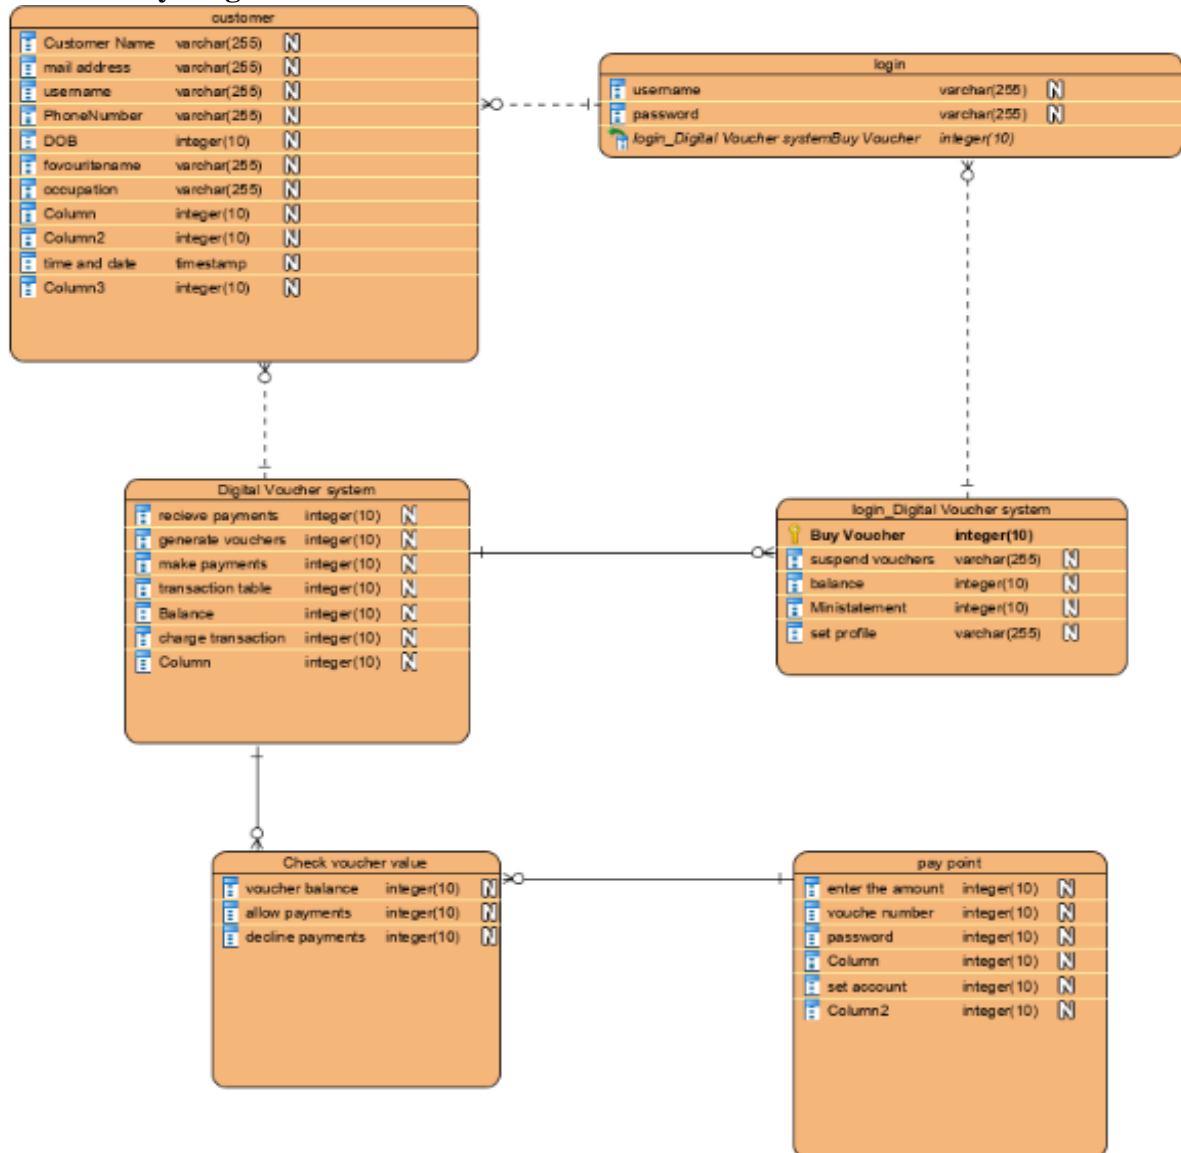 customer
Customer Name varchar(255) N
mail address varchar(255) N
username varchar(255) N
PhoneNumber varchar(255) N
DOB integer(10) N
fovouritename varchar(255) N
occupation varchar(255) N
Column integer(10) N
Column2 integer(10) N
time and date timestamp N
Column3 integer(10) N
login
username varchar(255) N
password varchar(255) N
login_Digital Voucher systemBuy Voucher integer(10)
Digital Voucher system
recieve payments integer(10) N
generate vouchers integer(10) N
make payments integer(10) N
transaction table integer(10) N
Balance integer(10) N
charge transaction integer(10) N
Column integer(10) N
login_Digital Voucher system
Buy Voucher integer(10)
suspend vouchers varchar(255) N
balance integer(10) N
Ministatement integer(10) N
set profile varchar(255) N
Check voucher value
voucher balance integer(10) N
allow payments integer(10) N
decline payments integer(10) N
pay point
enter the amount integer(10) N
vouche number integer(10) N
password integer(10) N
Column integer(10) N
set account integer(10) N
Column2 integer(10) N